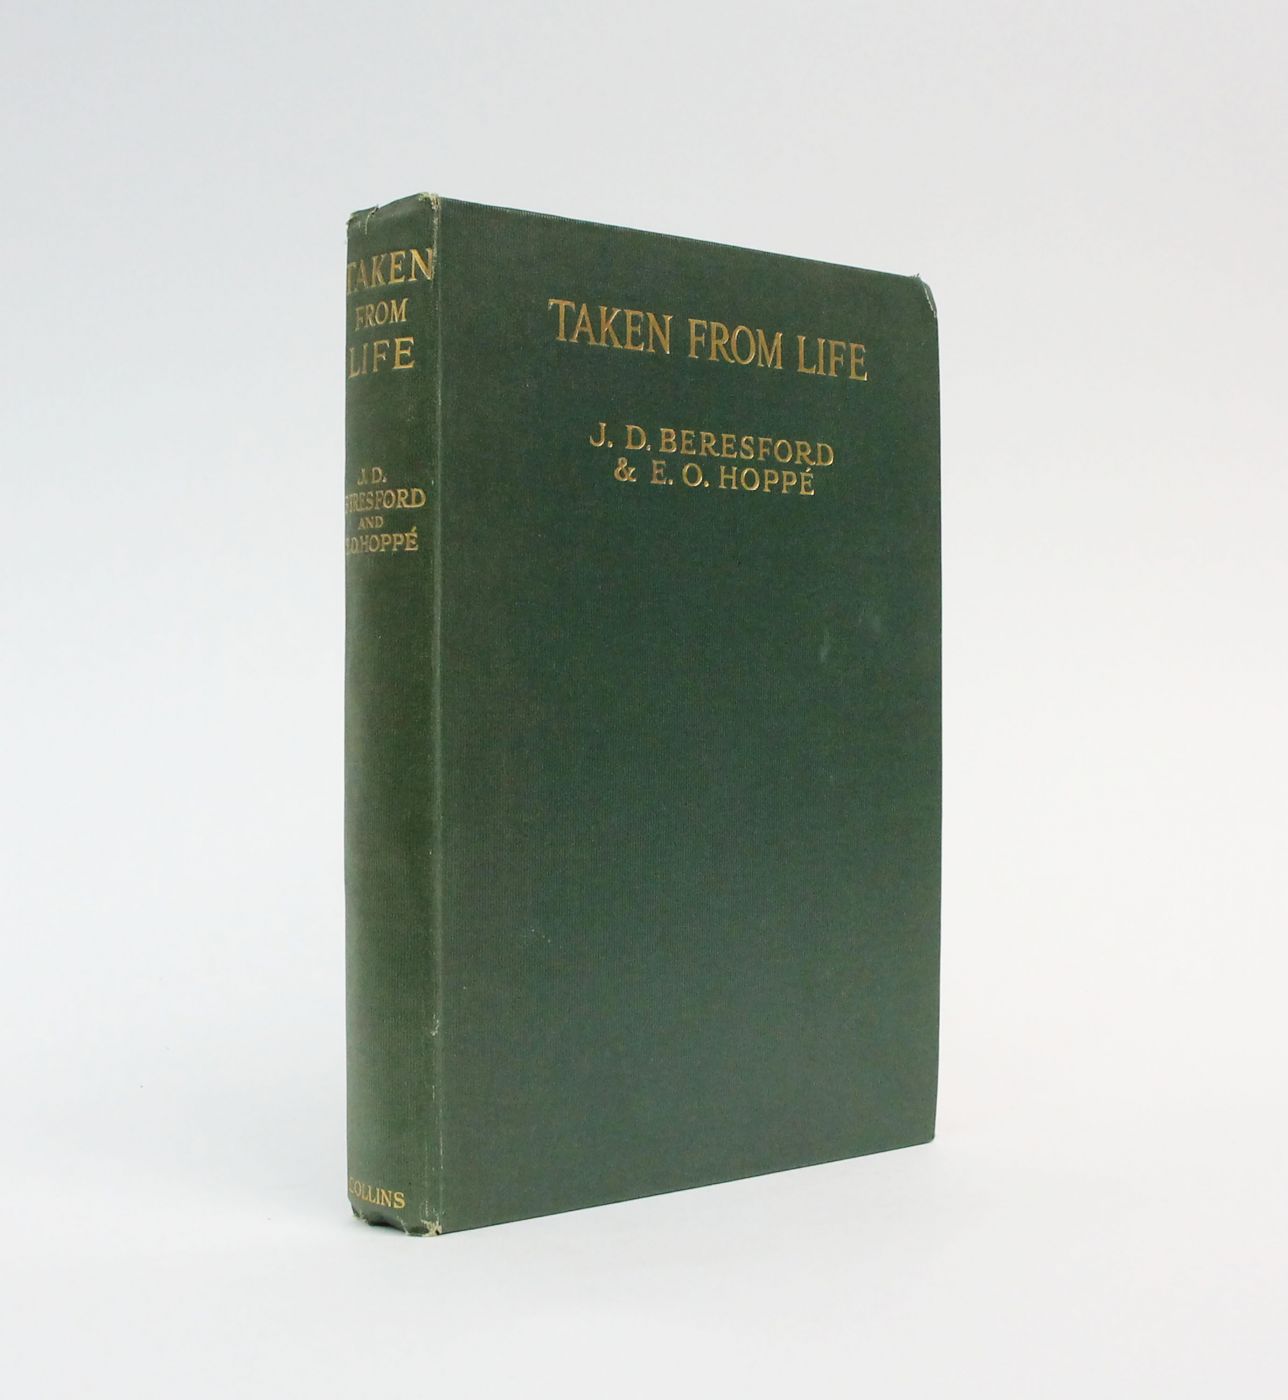 TAKEN
FROM
LIFE
J. D.
BERESFORD
AND
E.O.HOPPÉ
COLLINS
TAKEN FROM LIFE
J. D. BERESFORD
& E. O. HOPPÉ